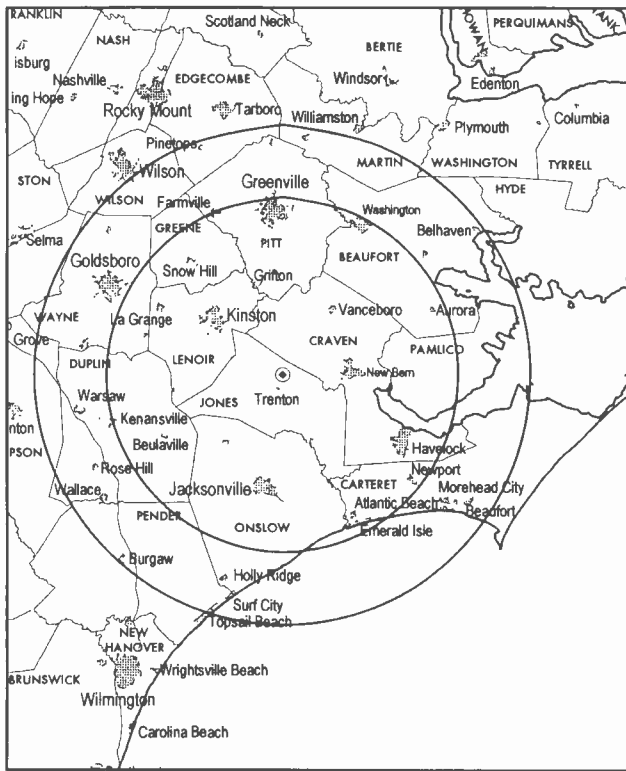 RANKLIN
Scotland Neck
PERQUIMANS
TANK
HOWAN
NASH
BERTIE
isburg
EDGECOMBE
Nashville
Windsor
Edenton
ing Hope
Rocky Mount
Tarboro
Columbia
Williamston
Plymouth
Pinetops
MARTIN
WASHINGTON
TYRRELL
Wilson
STON
Greenville
HYDE
WILSON
Farmville
Washington
GREENE
Belhaven
Selma
PITT
Goldsboro
BEAUFORT
Snow Hill
Grifton
WAYNE
La Grange
Kinston
Vanceboro
Aurora
Grove
CRAVEN
PAMLICO
DUPLIN
LENOIR
New Bern
Trenton
Warsaw
JONES
nton
Kenansville
PSON
Beulaville
Havelock
Rose Hill
Newport
Wallace
Jacksonville
CARTERET
Morehead City
Atlantic Beach
Beaufort
PENDER
ONSLOW
Emerald Isle
Burgaw
Holly Ridge
Surf City
Topsail Beach
NEW
HANOVER
BRUNSWICK
Wrightsville Beach
Wilmington
Carolina Beach